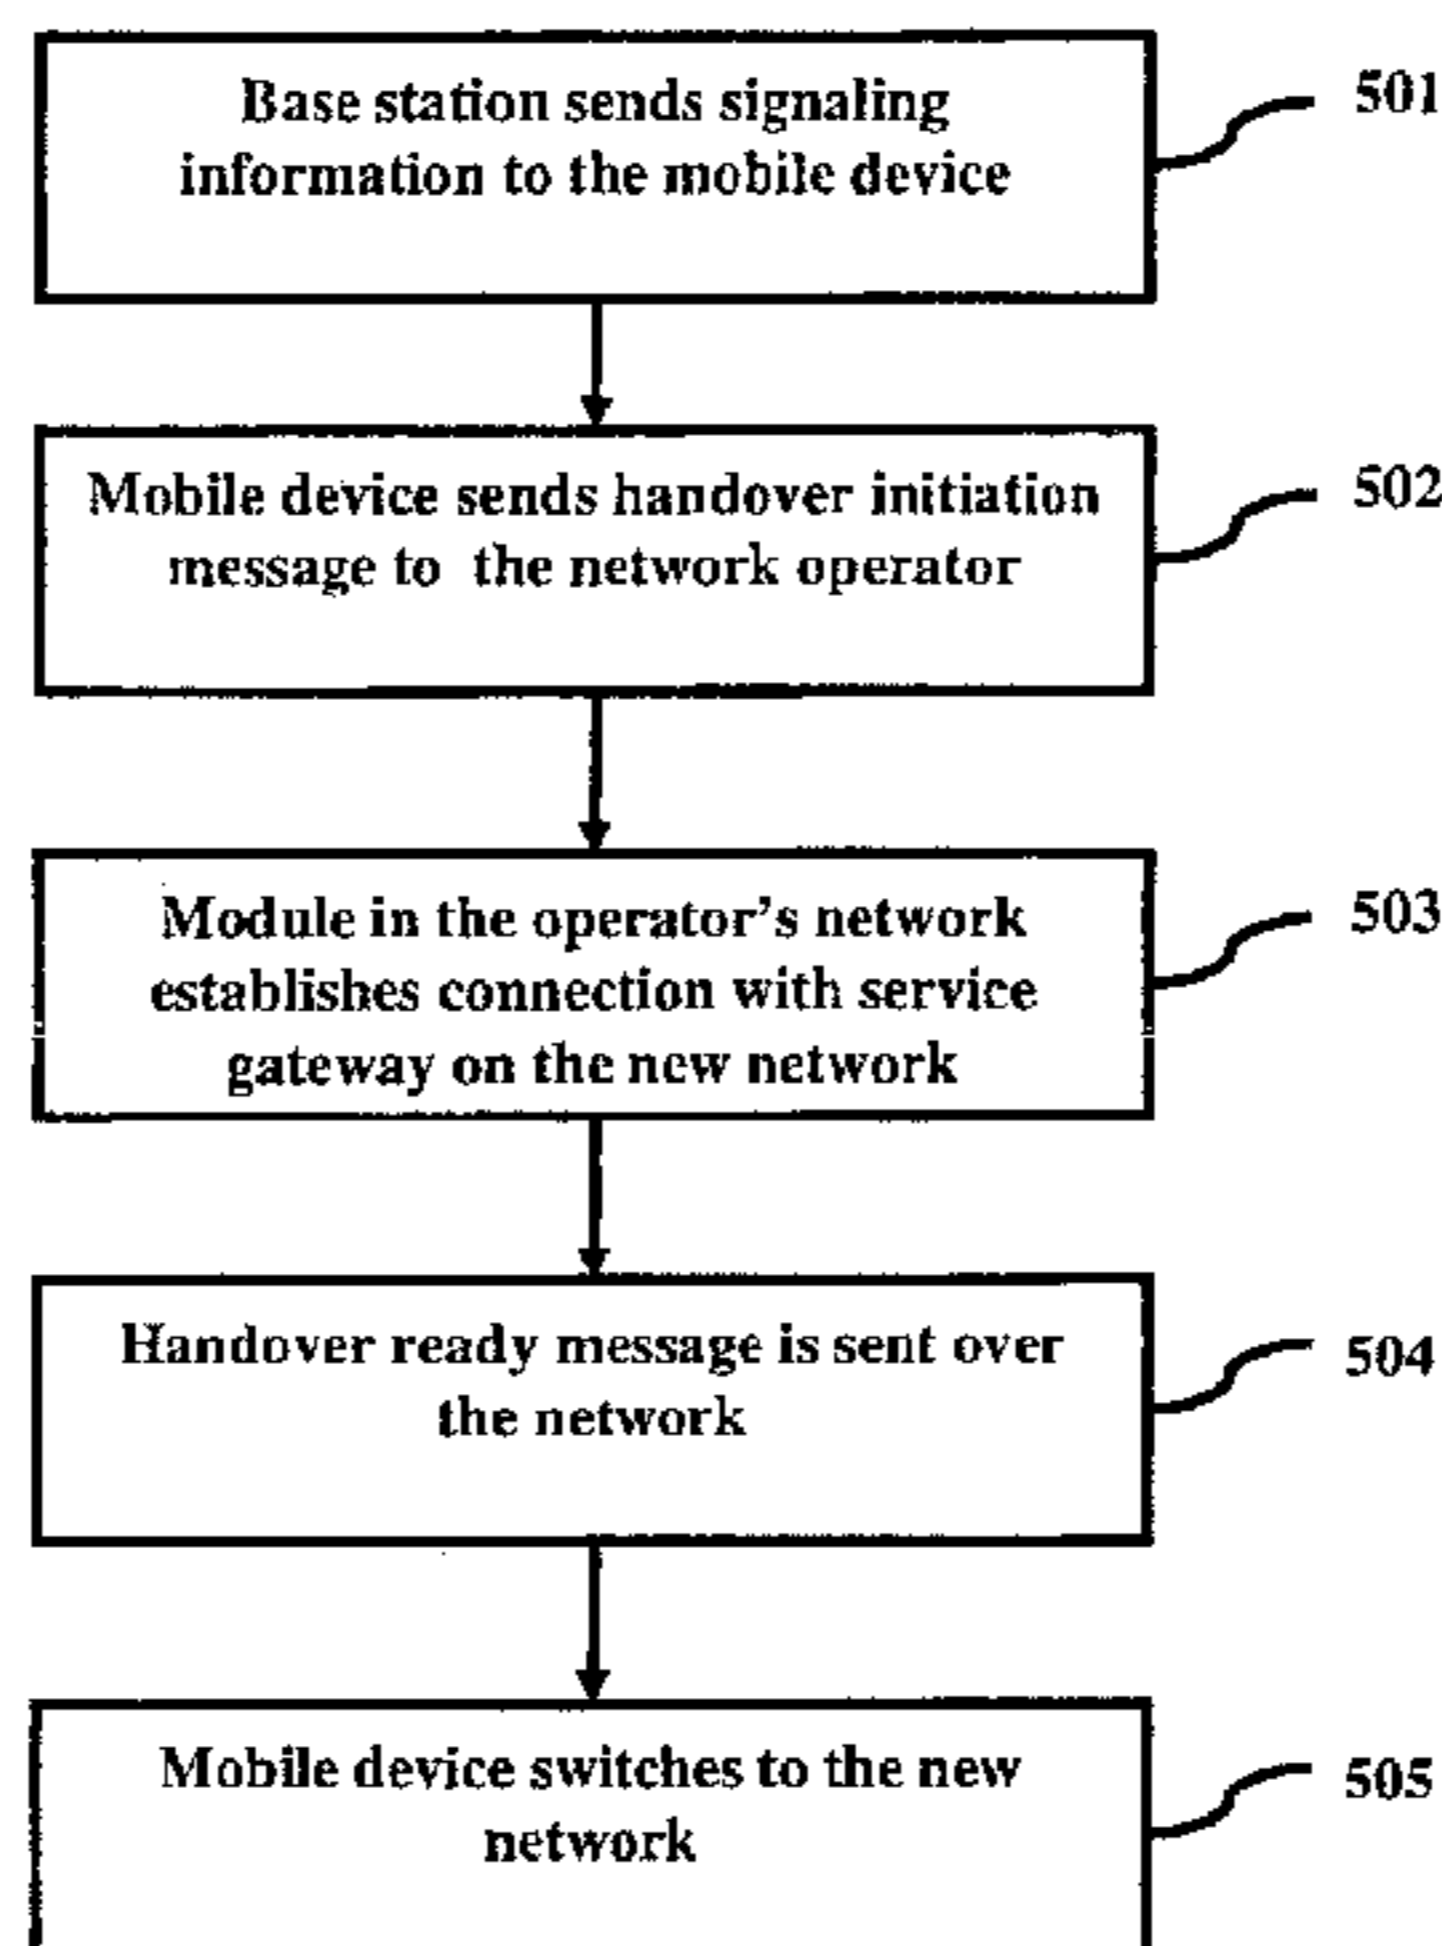 Base station sends signaling
information to the mobile device
501
Mobile device sends handover initiation
message to the network operator
502
Module in the operator's network
establishes connection with service
gateway on the new network
503
Handover ready message is sent over
the network
504
Mobile device switches to the new
network
505